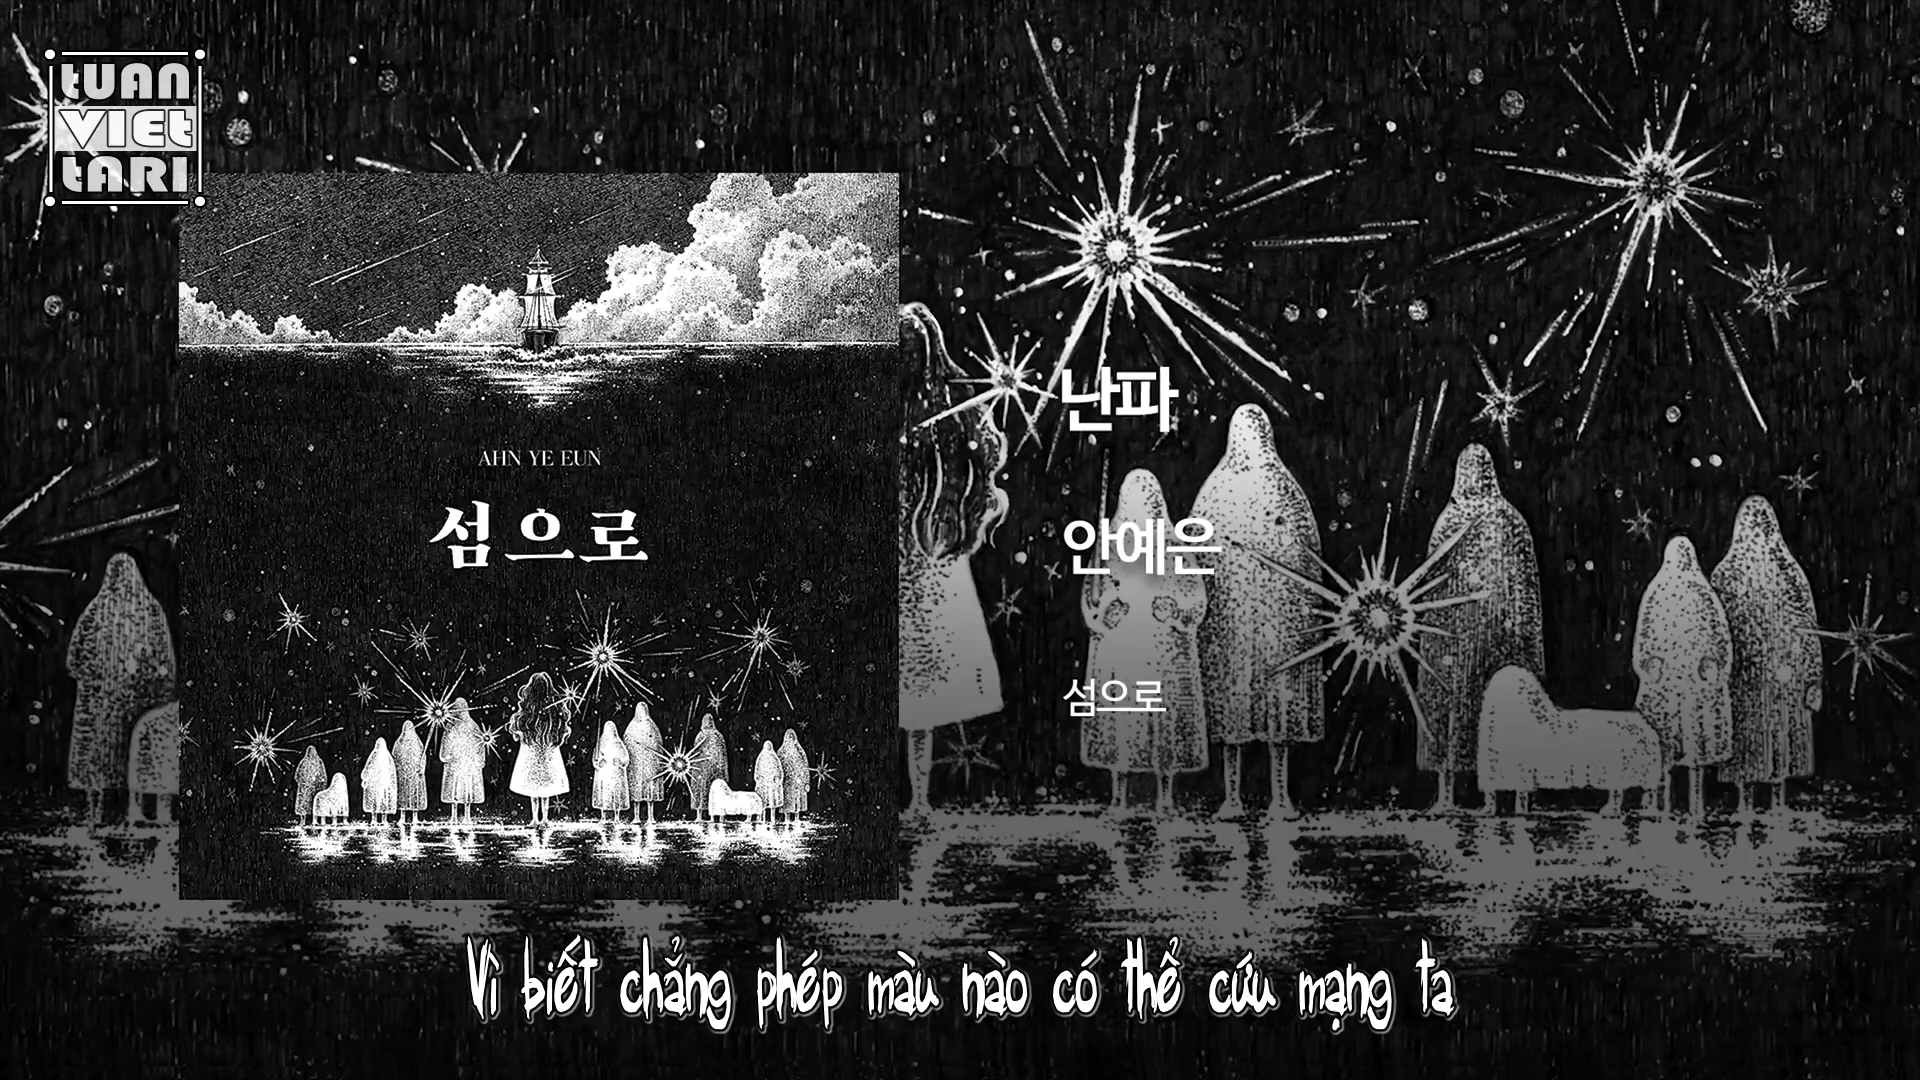 tUAN
VIEt
tARI
AHN YE EUN
섬으로
난파
안예은
섬으로
Vì biết chẳng phép màu nào có thể cứu mạng ta